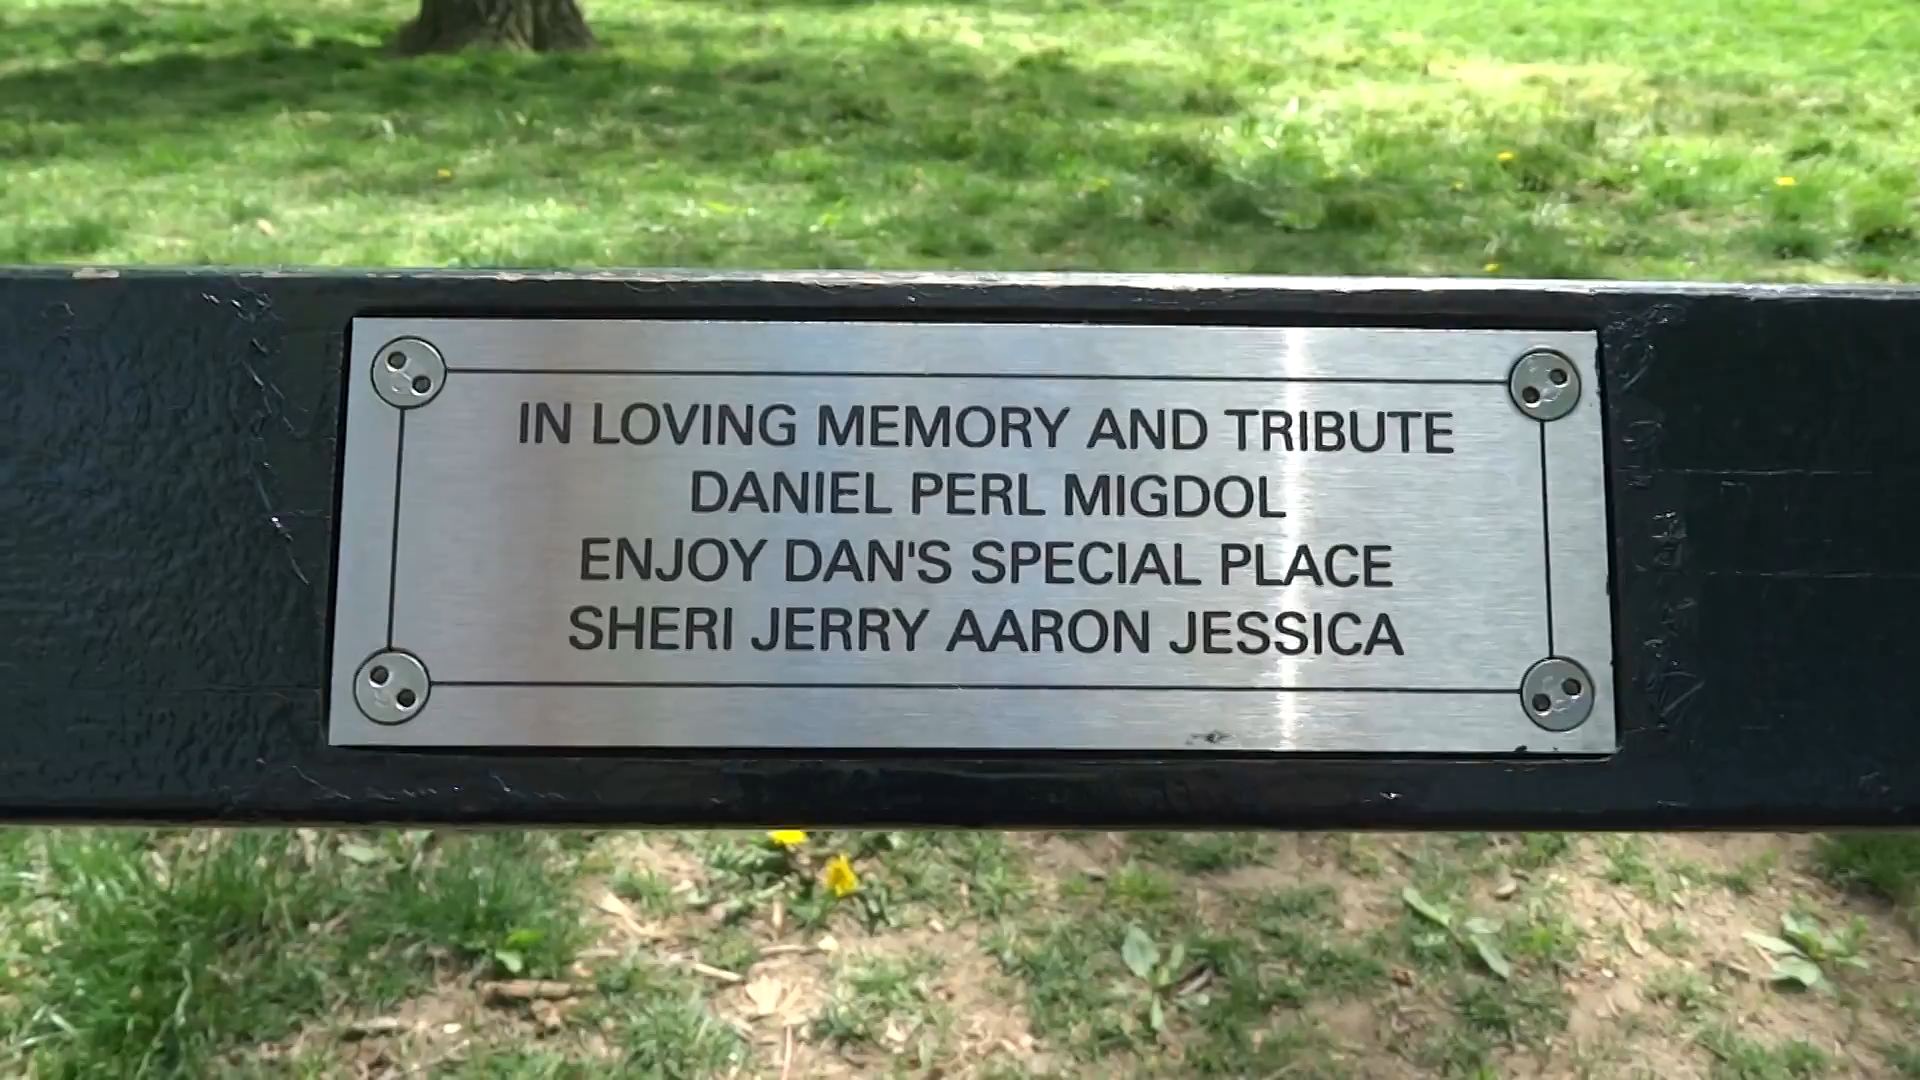 IN LOVING MEMORY AND TRIBUTE
DANIEL PERL MIGDOL
ENJOY DAN'S SPECIAL PLACE
SHERI JERRY AARON JESSICA